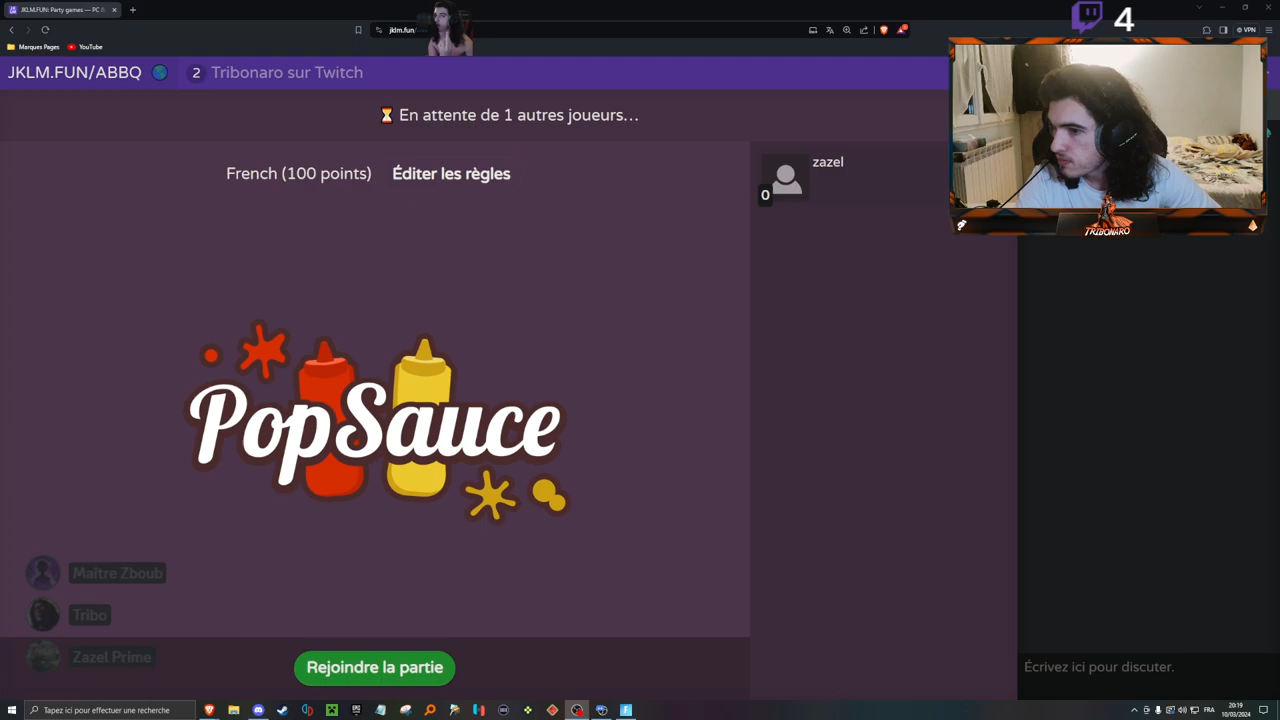 JKLM.FUN: Party games — PC &
jklm.fun/
VPN
4
Marques Pages
YouTube
JKLM.FUN/ABBQ
2
Tribonaro sur Twitch
En attente de 1 autres joueurs…
French (100 points)
Éditer les règles
zazel
0
TRIBONARO
PopSauce
Maître Zboub
Tribo
Zazel Prime
Rejoindre la partie
Écrivez ici pour discuter.
Tapez ici pour effectuer une recherche
FRA
20:19
10/03/2024